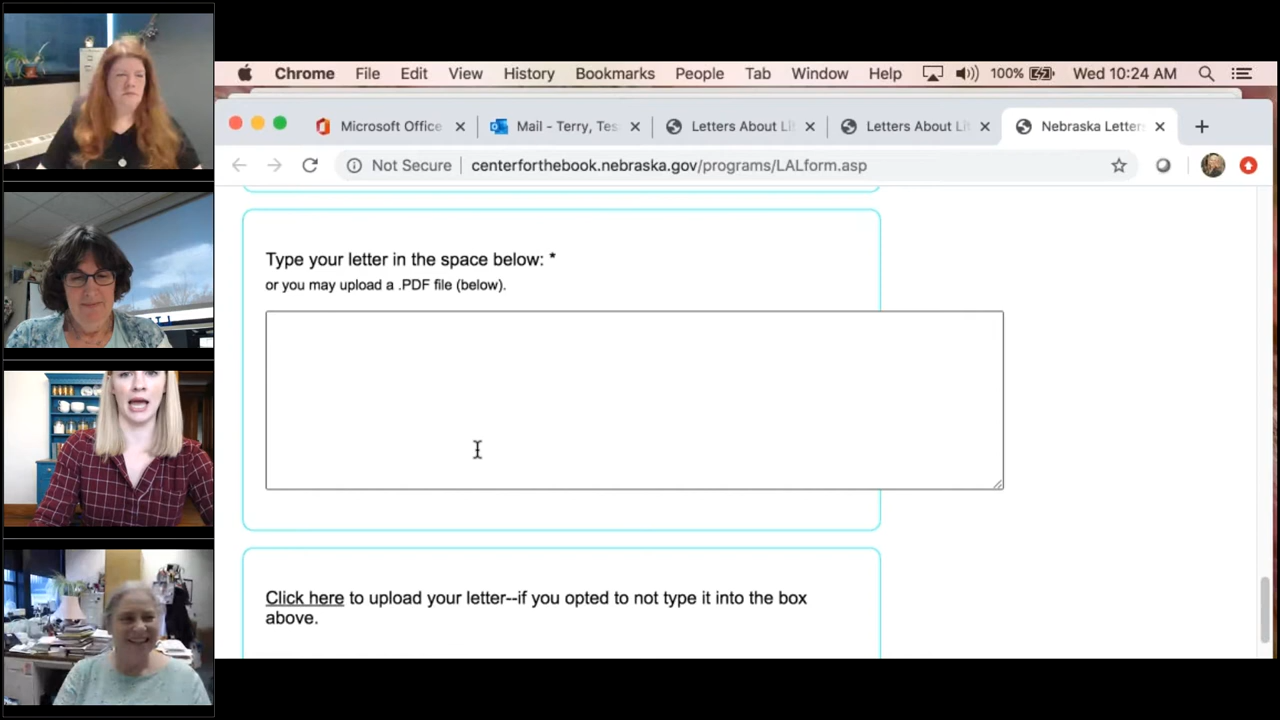 Chrome File Edit View History Bookmarks People Tab Window Help 100% Wed 10:24 AM
Microsoft Office Mail - Terry, Tes Letters About Lit Letters About Lit Nebraska Letters
Not Secure centerforthebook.nebraska.gov/programs/LALform.asp
Type your letter in the space below: *
or you may upload a .PDF file (below).
Click here to upload your letter--if you opted to not type it into the box
above.